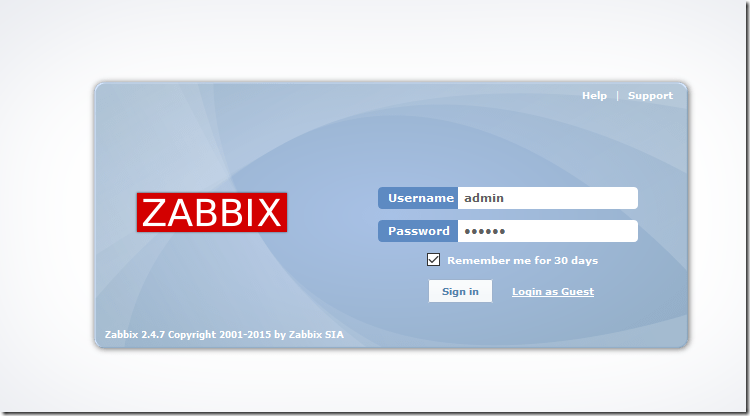 Help | Support
ZABBIX
Username admin
Password ••••••
Remember me for 30 days
Sign in Login as Guest
Zabbix 2.4.7 Copyright 2001-2015 by Zabbix SIA